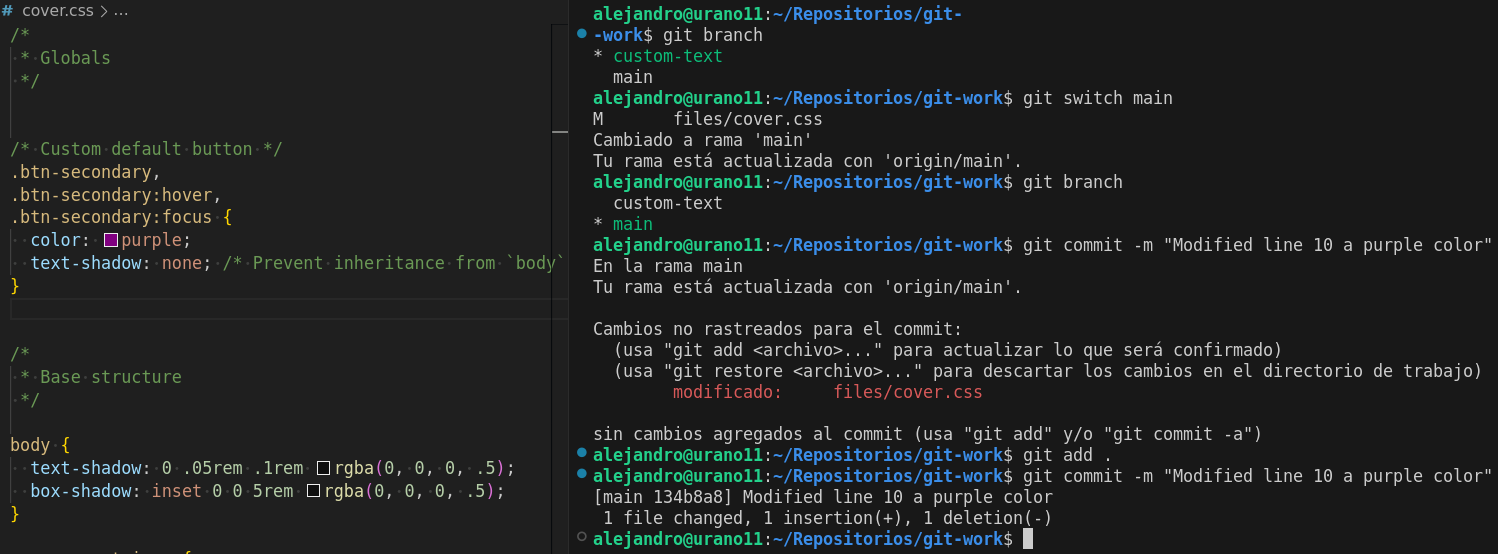 # cover.css > ...
/*
 * Globals
 */
/* Custom default button */
.btn-secondary,
.btn-secondary:hover,
.btn-secondary:focus {
  color: purple;
  text-shadow: none; /* Prevent inheritance from `body`
}
/*
 * Base structure
 */
body {
  text-shadow: 0 .05rem .1rem rgba(0, 0, 0, .5);
  box-shadow: inset 0 0 5rem rgba(0, 0, 0, .5);
}
alejandro@urano11:~/Repositorios/git-
-work$ git branch
* custom-text
  main
alejandro@urano11:~/Repositorios/git-work$ git switch main
M       files/cover.css
Cambiado a rama 'main'
Tu rama está actualizada con 'origin/main'.
alejandro@urano11:~/Repositorios/git-work$ git branch
  custom-text
* main
alejandro@urano11:~/Repositorios/git-work$ git commit -m "Modified line 10 a purple color"
En la rama main
Tu rama está actualizada con 'origin/main'.
Cambios no rastreados para el commit:
  (usa "git add <archivo>..." para actualizar lo que será confirmado)
  (usa "git restore <archivo>..." para descartar los cambios en el directorio de trabajo)
        modificado:     files/cover.css
sin cambios agregados al commit (usa "git add" y/o "git commit -a")
alejandro@urano11:~/Repositorios/git-work$ git add .
alejandro@urano11:~/Repositorios/git-work$ git commit -m "Modified line 10 a purple color"
[main 134b8a8] Modified line 10 a purple color
 1 file changed, 1 insertion(+), 1 deletion(-)
alejandro@urano11:~/Repositorios/git-work$